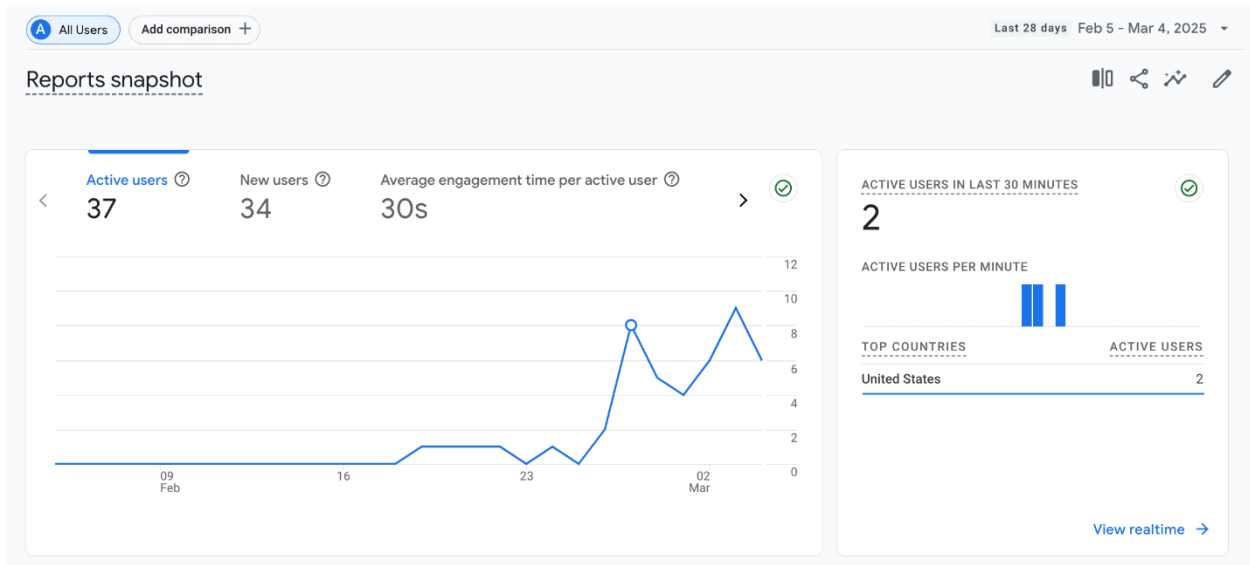 A All Users Add comparison + Last 28 days Feb 5 - Mar 4, 2025
Reports snapshot
Active users New users Average engagement time per active user
37 34 30s
12
10
8
6
4
2
0
09 16 23 02
Feb Mar
ACTIVE USERS IN LAST 30 MINUTES
2
ACTIVE USERS PER MINUTE
TOP COUNTRIES ACTIVE USERS
United States 2
View realtime